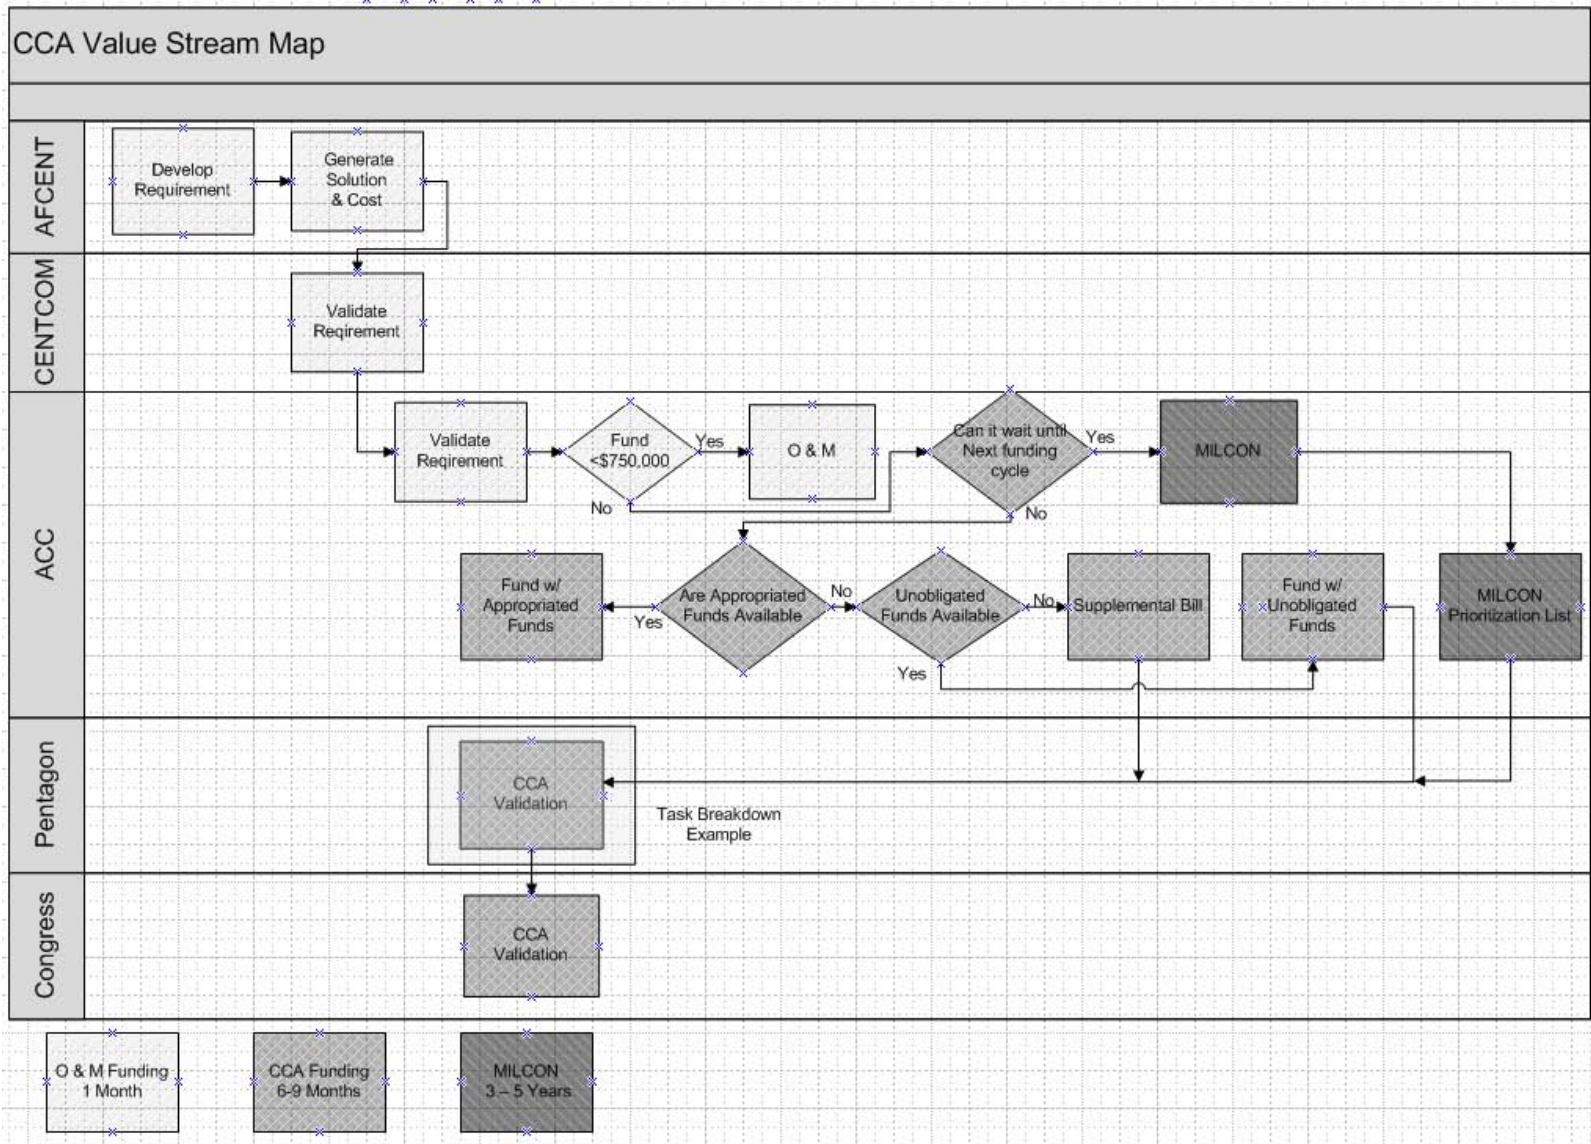 CCA Value Stream Map
AFCENT
Develop
Requirement
Generate
Solution
& Cost
CENTCOM
Validate
Reqirement
ACC
Validate
Reqirement
Fund
<$750.000
Yes
No
O & M
Can it wait until
Next funding
cycle
Yes
No
MILCON
Fund w/
Appropriated
Funds
Yes
Are Appropriated
Funds Available
No
Unobligated
Funds Available
No
Yes
Supplemental Bill
Fund w/
Unobligated
Funds
MILCON
Prioritization List
Pentagon
CCA
Validation
Task Breakdown
Example
Congress
CCA
Validation
O & M Funding
1 Month
CCA Funding
6-9 Months
MILCON
3 – 5 Years